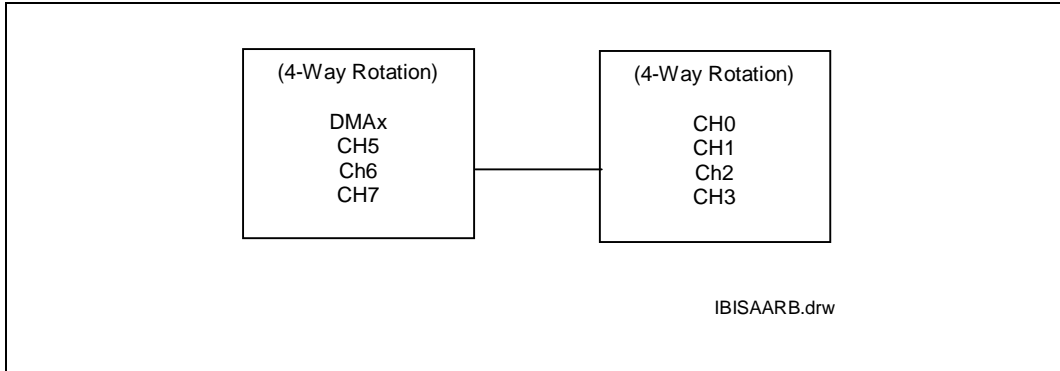 (4-Way Rotation)
DMAx
CH5
Ch6
CH7
(4-Way Rotation)
CH0
CH1
Ch2
CH3
IBISAARB.drw